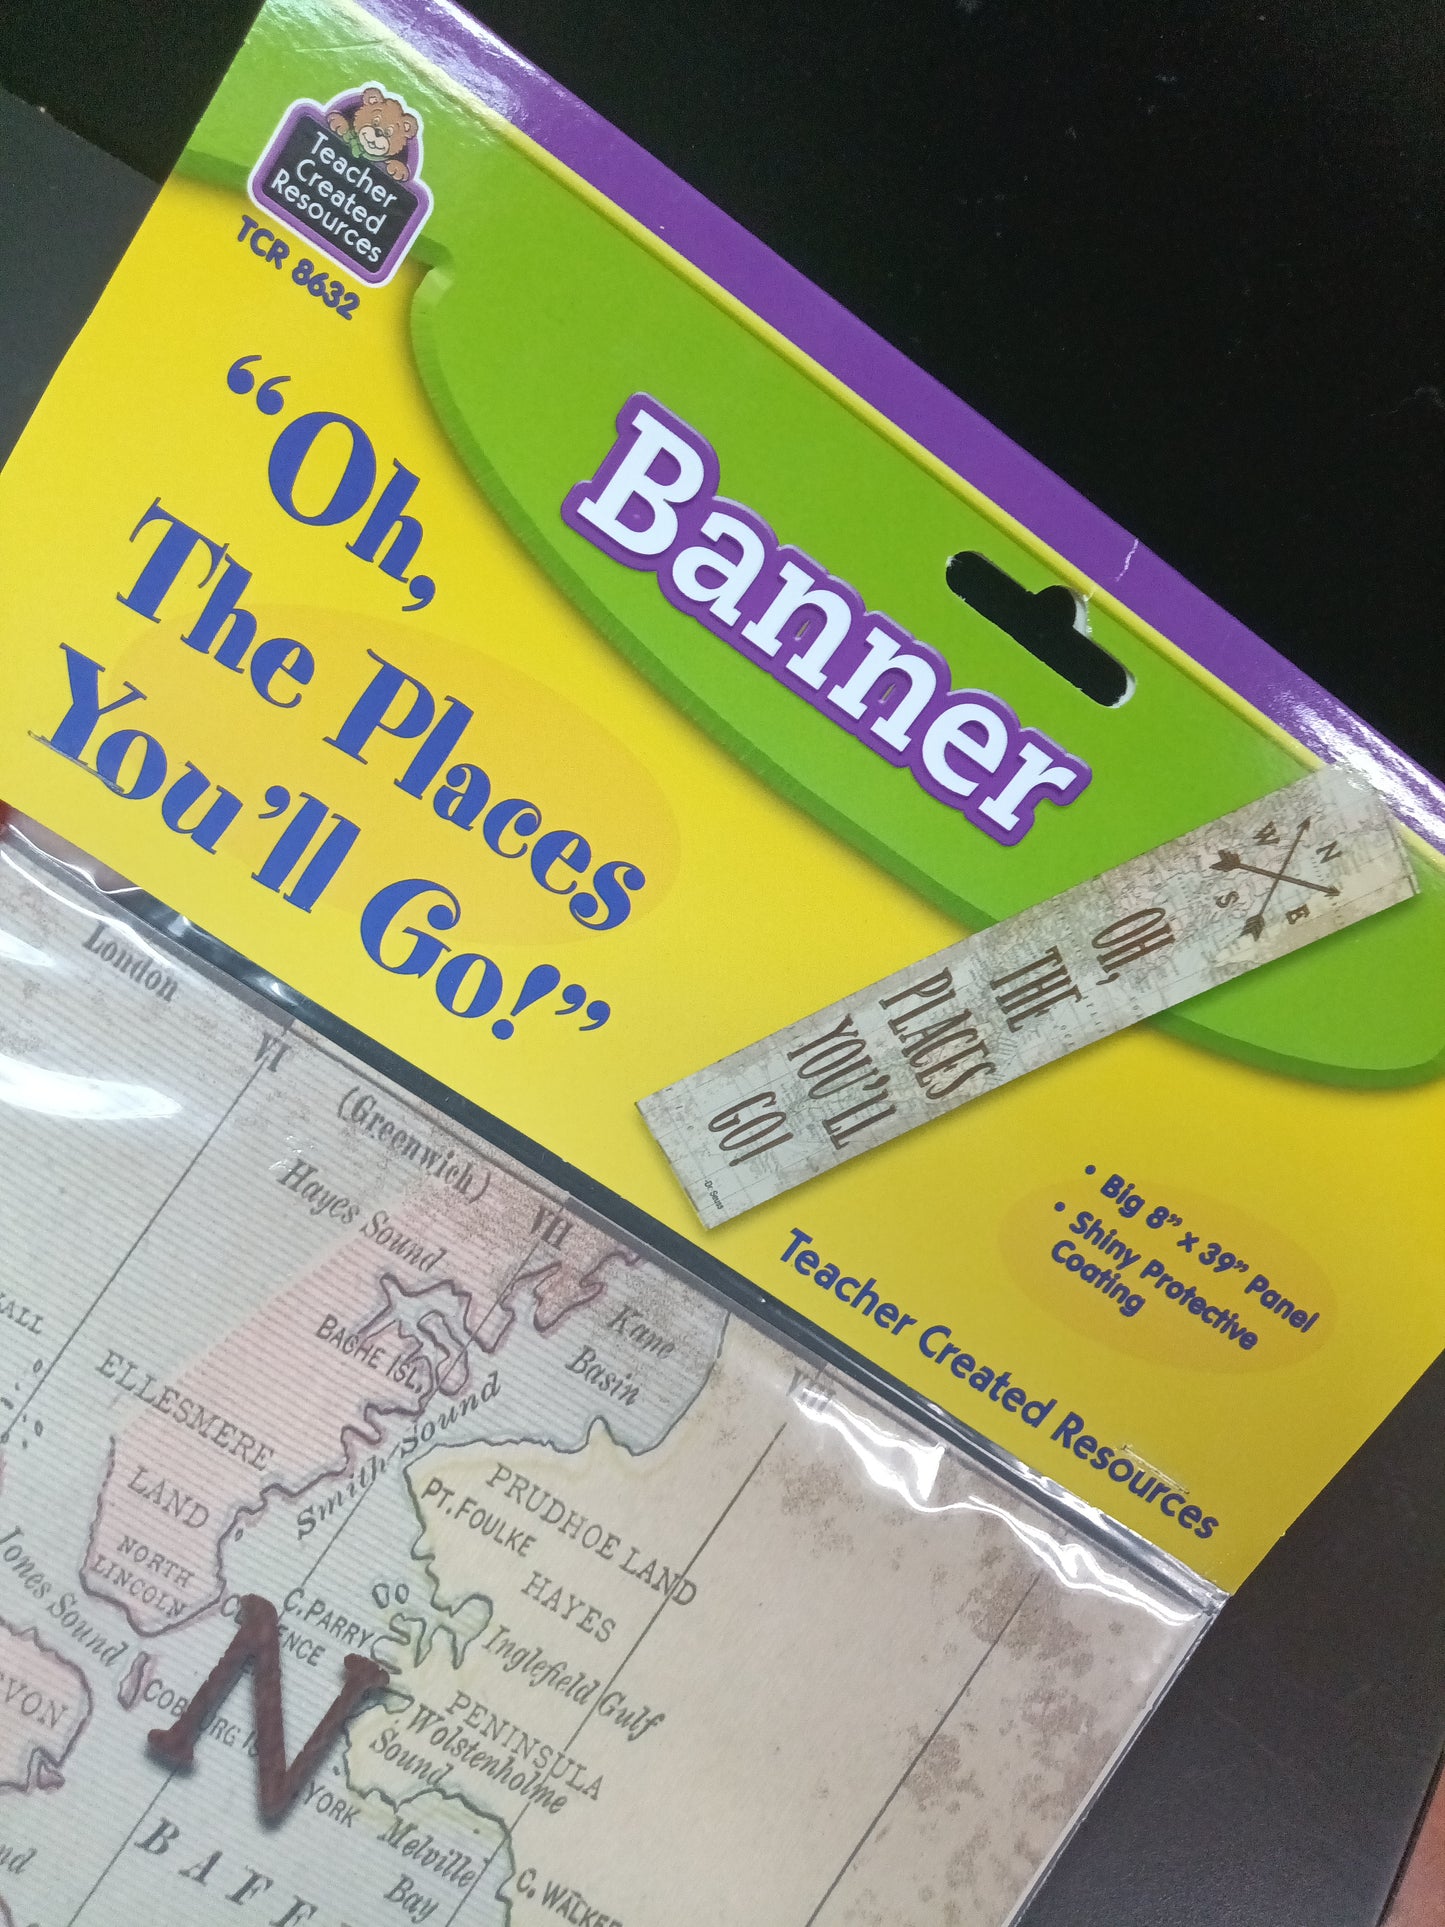 Teacher
Created
Resources
TCR 8632
Banner
“Oh,
The Places
You’ll Go!”
W
N
S
E
OH,
THE
PLACES
YOU'LL
GO!
-Dr. Seuss
• Big 8” x 39” Panel
• Shiny Protective
Coating
Teacher Created Resources
London
VI
(Greenwich)
VII
VIII
Hayes Sound
Kane
Basin
BACHE ISL.
ELLESMERE
LAND
Smith Sound
NORTH
LINCOLN
Jones Sound
PRUDHOE LAND
PT. FOULKE
HAYES
C. PARRY
Inglefield Gulf
PENINSULA
Wolstenholme
Sound
N
YORK
Melville
Bay
C. WALKER